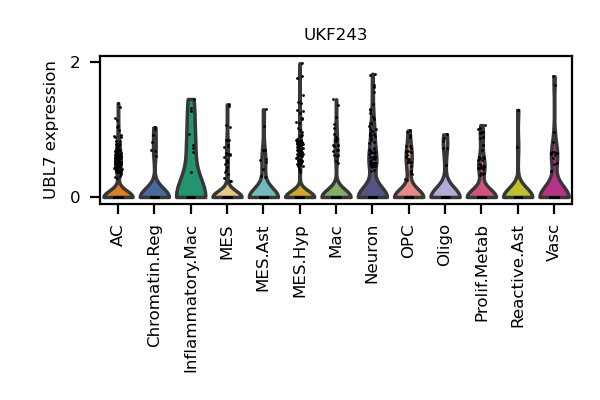 UKF243
UBL7 expression
2
0
AC
Chromatin.Reg
Inflammatory.Mac
MES
MES.Ast
MES.Hyp
Mac
Neuron
OPC
Oligo
Prolif.Metab
Reactive.Ast
Vasc